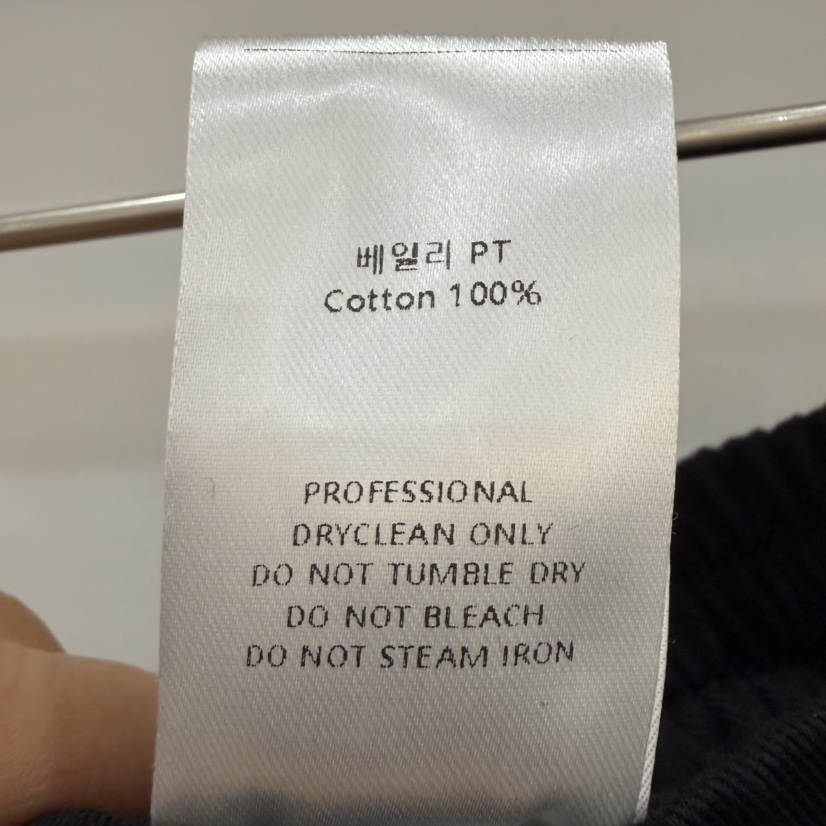 베일리 PT
Cotton 100%
PROFESSIONAL
DRYCLEAN ONLY
DO NOT TUMBLE DRY
DO NOT BLEACH
DO NOT STEAM IRON